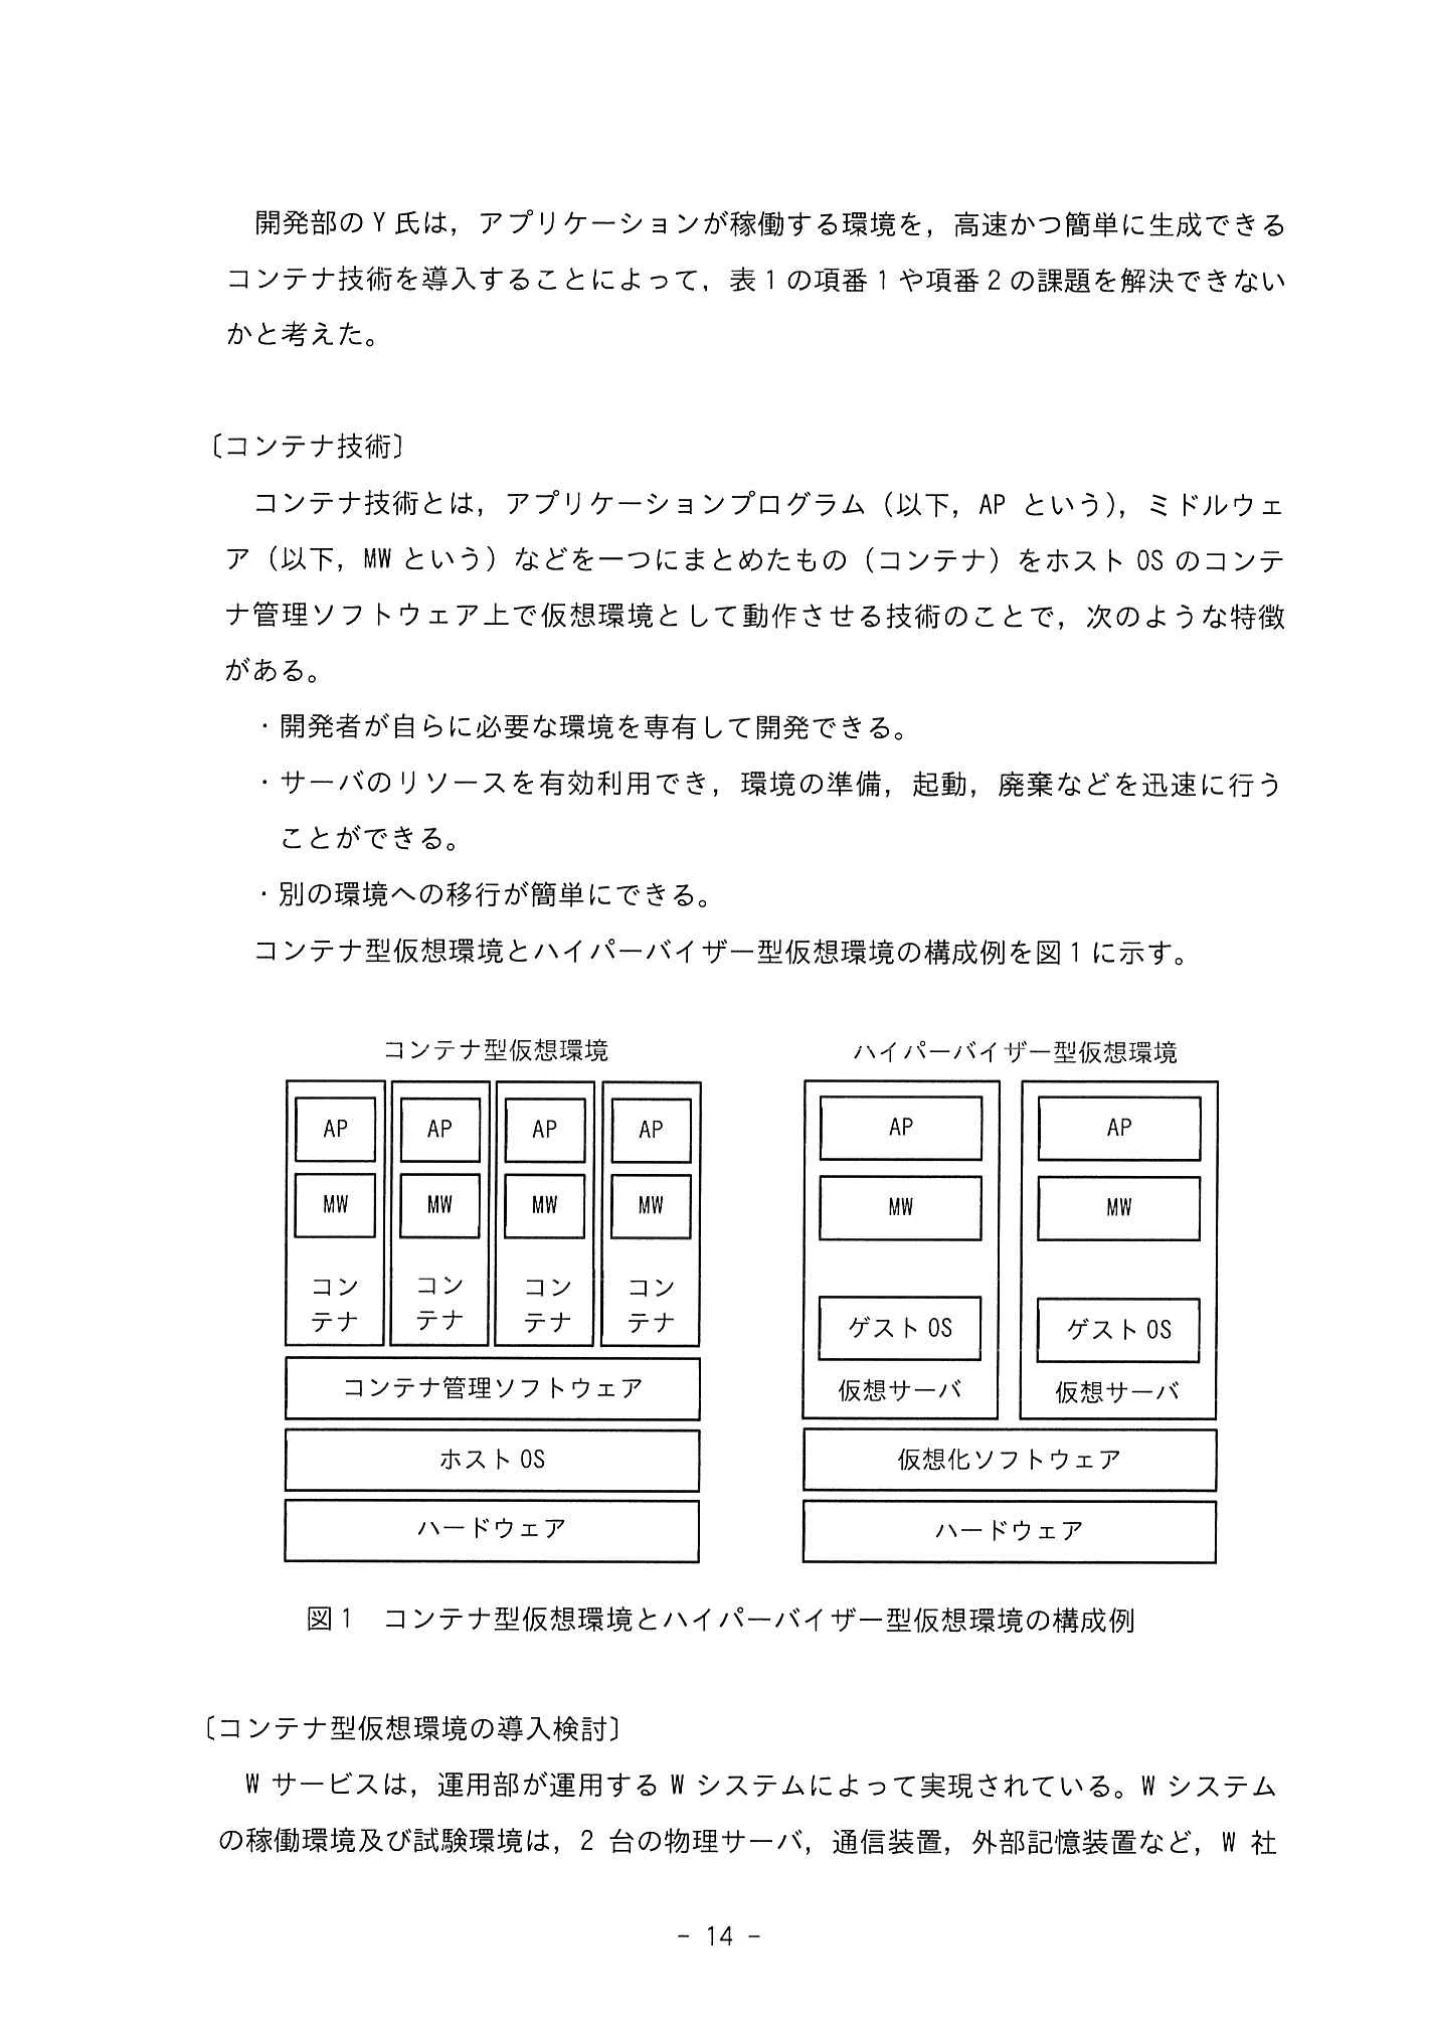 開発部のY氏は，アプリケーションが稼働する環境を，高速かつ簡単に生成できる
コンテナ技術を導入することによって，表1の項番1や項番2の課題を解決できない
かと考えた。
〔コンテナ技術〕
コンテナ技術とは，アプリケーションプログラム（以下，AP という），ミドルウェ
ア（以下，MW という）などを一つにまとめたもの（コンテナ）をホスト OS のコンテ
ナ管理ソフトウェア上で仮想環境として動作させる技術のことで，次のような特徴
がある。
・開発者が自らに必要な環境を専有して開発できる。
・サーバのリソースを有効利用でき，環境の準備，起動，廃棄などを迅速に行う
ことができる。
・別の環境への移行が簡単にできる。
コンテナ型仮想環境とハイパーバイザー型仮想環境の構成例を図1に示す。
コンテナ型仮想環境
AP AP AP AP
MW MW MW MW
コン コン コン コン
テナ テナ テナ テナ
コンテナ管理ソフトウェア
ホスト OS
ハードウェア
ハイパーバイザー型仮想環境
AP AP
MW MW
ゲスト OS ゲスト OS
仮想サーバ 仮想サーバ
仮想化ソフトウェア
ハードウェア
図1 コンテナ型仮想環境とハイパーバイザー型仮想環境の構成例
〔コンテナ型仮想環境の導入検討〕
W サービスは，運用部が運用する W システムによって実現されている。W システム
の稼働環境及び試験環境は，2 台の物理サーバ，通信装置，外部記憶装置など，W 社
- 14 -